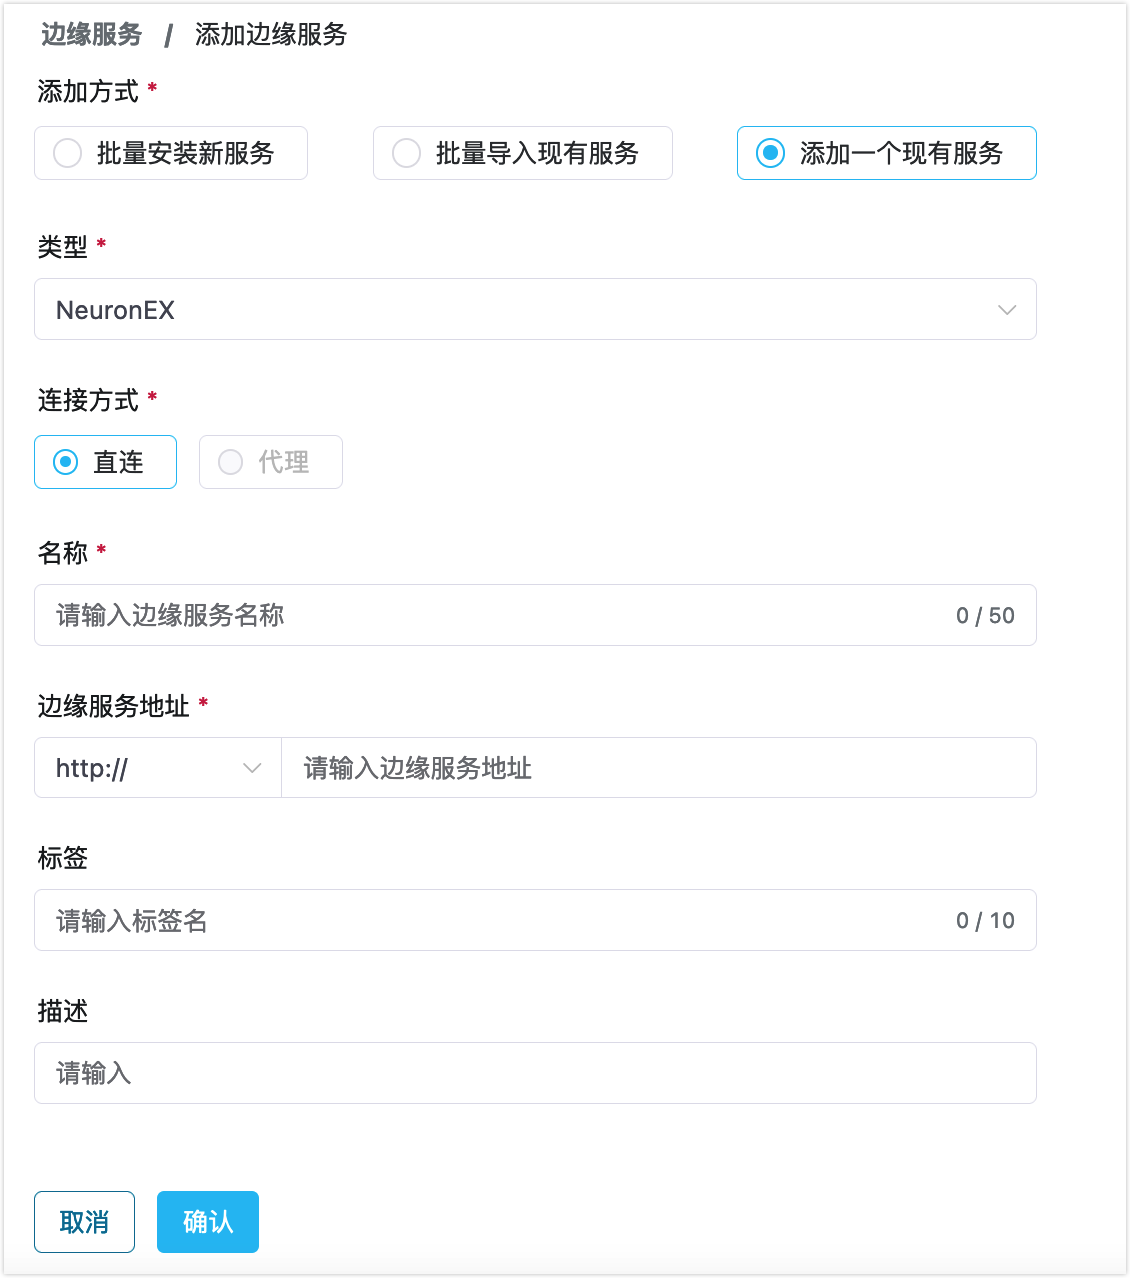 边缘服务 / 添加边缘服务
添加方式 *
批量安装新服务 批量导入现有服务 添加一个现有服务
类型 *
NeuronEX
连接方式 *
直连 代理
名称 *
请输入边缘服务名称 0 / 50
边缘服务地址 *
http:// 请输入边缘服务地址
标签
请输入标签名 0 / 10
描述
请输入
取消 确认